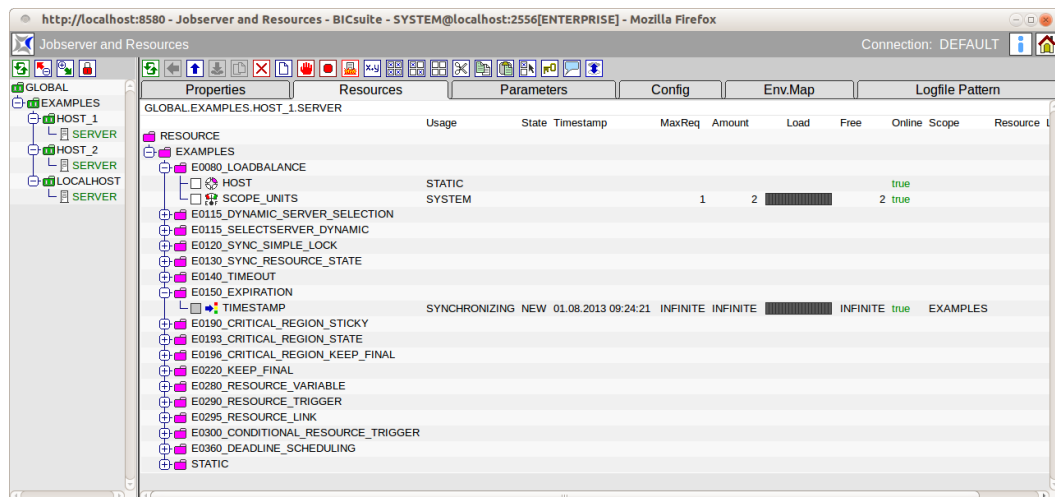 http://localhost:8580 - Jobserver and Resources - BICsuite - SYSTEM@localhost:2556[ENTERPRISE] - Mozilla Firefox
Jobserver and Resources
Connection: DEFAULT
GLOBAL
EXAMPLES
HOST_1
SERVER
HOST_2
SERVER
LOCALHOST
SERVER
x.y
Properties Resources Parameters Config Env.Map Logfile Pattern
GLOBAL.EXAMPLES.HOST_1.SERVER
Usage State Timestamp MaxReq Amount Load Free Online Scope Resource L
RESOURCE
EXAMPLES
E0080_LOADBALANCE
HOST STATIC true
SCOPE_UNITS SYSTEM 1 2 2 true
E0115_DYNAMIC_SERVER_SELECTION
E0115_SELECTSERVER_DYNAMIC
E0120_SYNC_SIMPLE_LOCK
E0130_SYNC_RESOURCE_STATE
E0140_TIMEOUT
E0150_EXPIRATION
TIMESTAMP SYNCHRONIZING NEW 01.08.2013 09:24:21 INFINITE INFINITE INFINITE true EXAMPLES
E0190_CRITICAL_REGION_STICKY
E0193_CRITICAL_REGION_STATE
E0196_CRITICAL_REGION_KEEP_FINAL
E0220_KEEP_FINAL
E0280_RESOURCE_VARIABLE
E0290_RESOURCE_TRIGGER
E0295_RESOURCE_LINK
E0300_CONDITIONAL_RESOURCE_TRIGGER
E0360_DEADLINE_SCHEDULING
STATIC